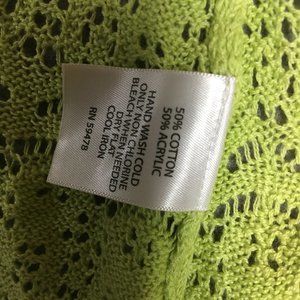 50% COTTON
50% ACRYLIC
HAND WASH COLD
ONLY NON CHLORINE
BLEACH WHEN NEEDED
DRY FLAT
COOL IRON
RN 59478